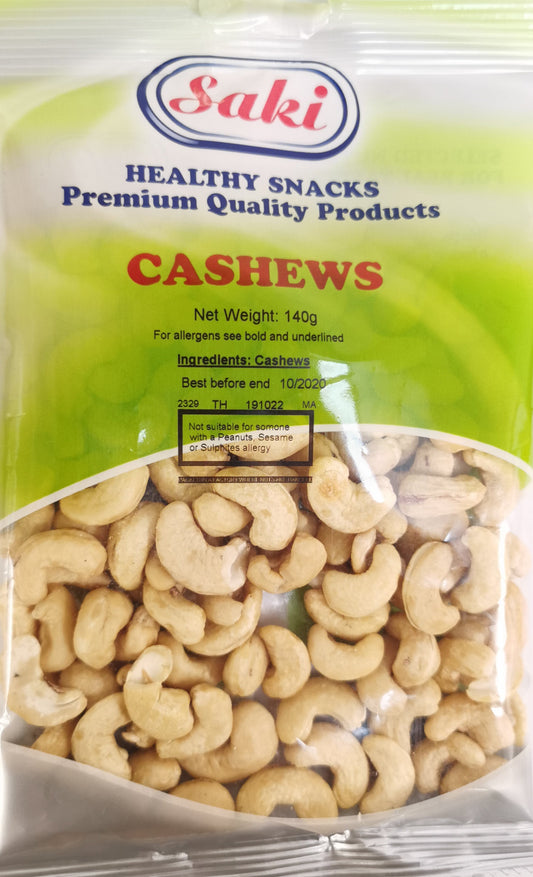 Saki
HEALTHY SNACKS
Premium Quality Products
CASHEWS
Net Weight: 140g
For allergens see bold and underlined
Ingredients: Cashews
Best before end 10/2020
2329 TH 191022 MA
Not suitable for somone
with a Peanuts, Sesame
or Sulphites allergy